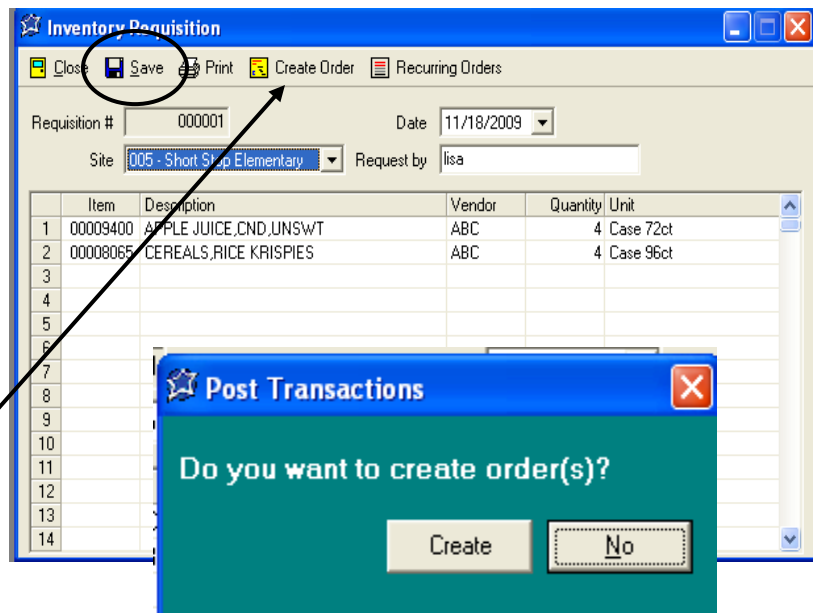 Inventory Requisition
Close Save Print Create Order Recurring Orders
Requisition # 000001 Date 11/18/2009
Site 005 - Short Stop Elementary Request by lisa
Item Description Vendor Quantity Unit
1 00009400 APPLE JUICE,CND,UNSWT ABC 4 Case 72ct
2 00008065 CEREALS,RICE KRISPIES ABC 4 Case 96ct
3
4
5
6
7
8
9
10
11
12
13
14
Post Transactions
Do you want to create order(s)?
Create No